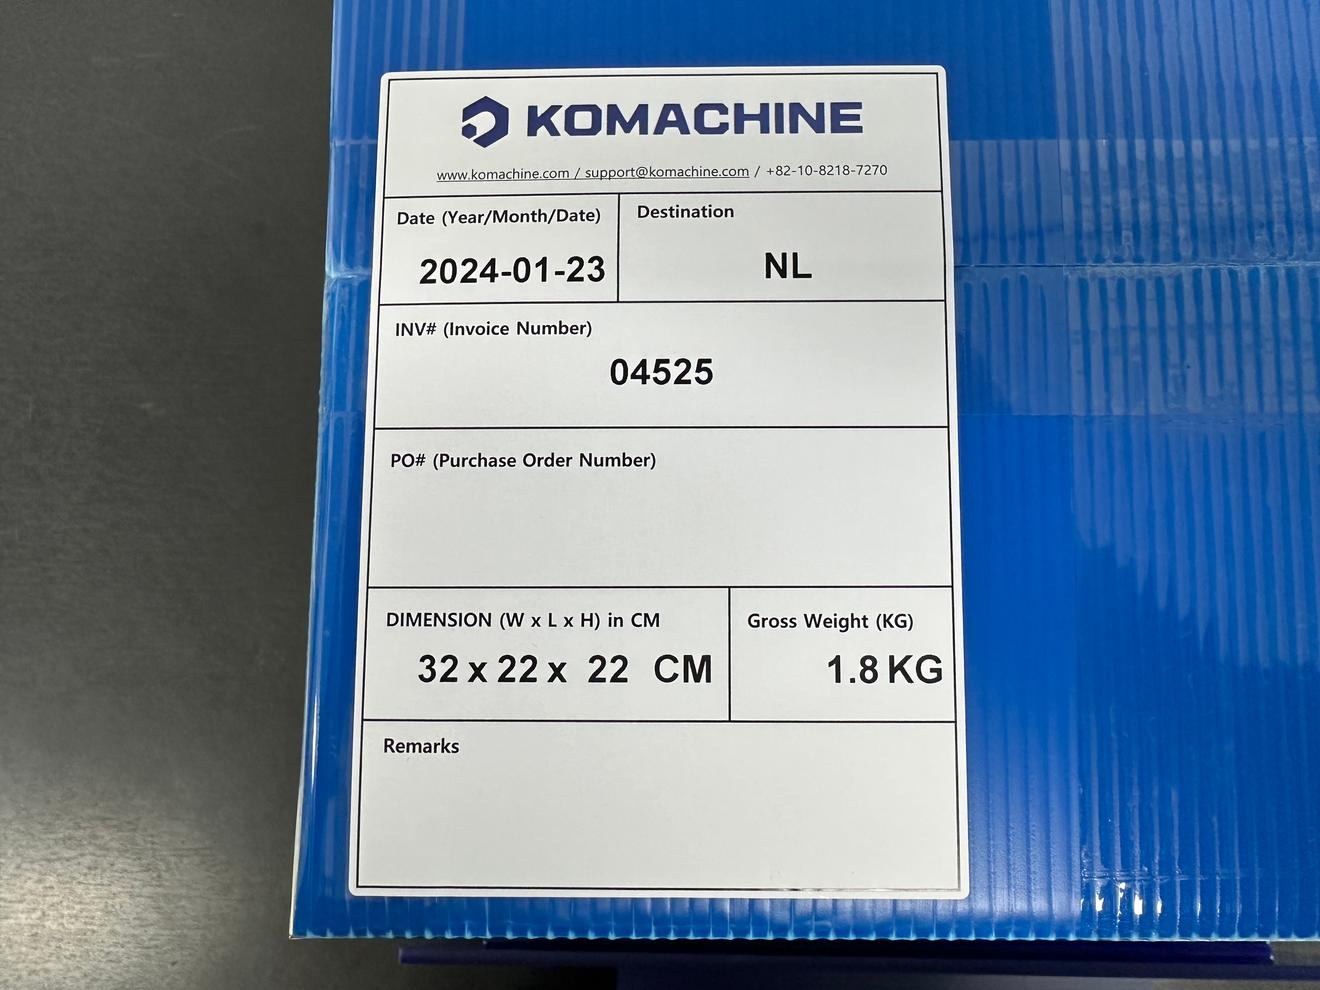 KOMACHINE
www.komachine.com / support@komachine.com / +82-10-8218-7270
Date (Year/Month/Date)
2024-01-23
Destination
NL
INV# (Invoice Number)
04525
PO# (Purchase Order Number)
DIMENSION (W x L x H) in CM
32 x 22 x 22 CM
Gross Weight (KG)
1.8 KG
Remarks